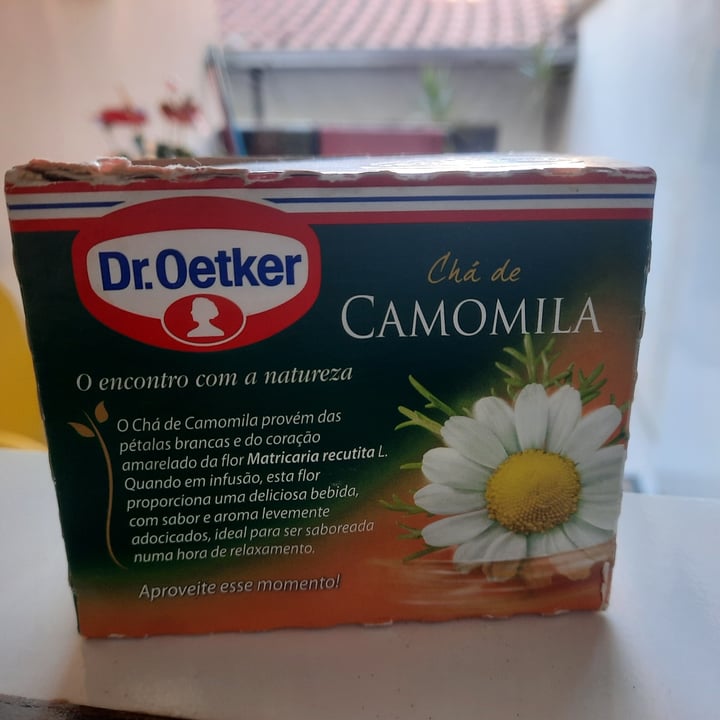 Dr.Oetker
Chá de
CAMOMILA
O encontro com a natureza
O Chá de Camomila provém das
pétalas brancas e do coração
amarelado da flor Matricaria recutita L.
Quando em infusão, esta flor
proporciona uma deliciosa bebida,
com sabor e aroma levemente
adocicados, ideal para ser saboreada
numa hora de relaxamento.
Aproveite esse momento!